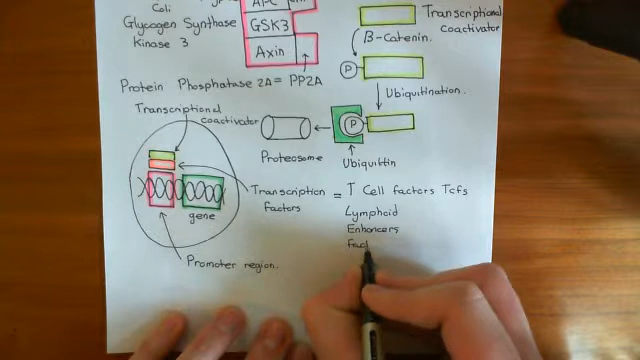 APC
Coli
Glycogen Synthase
Kinase 3
GSK3
Axin
Transcriptional
coactivator
β-Catenin.
P
Protein Phosphatase 2A = PP2A
Ubiquitination.
Transcriptional
coactivator
P
Proteosome
Ubiquitin
Transcription
Factors
= T Cell factors Tcfs
Lymphoid
Enhancers
Fact
gene
Promoter region.